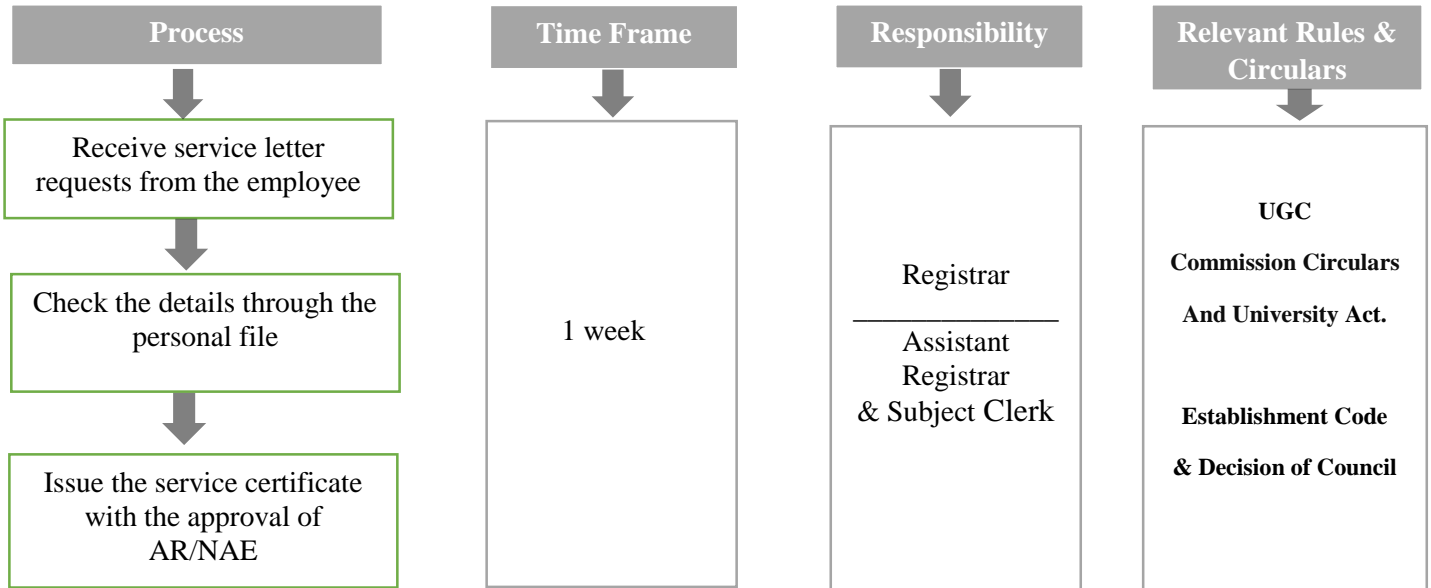 Process
Time Frame
Responsibility
Relevant Rules &
Circulars
Receive service letter
requests from the employee
Check the details through the
personal file
Issue the service certificate
with the approval of
AR/NAE
1 week
Registrar
______________
Assistant
Registrar
& Subject Clerk
UGC
Commission Circulars
And University Act.
Establishment Code
& Decision of Council